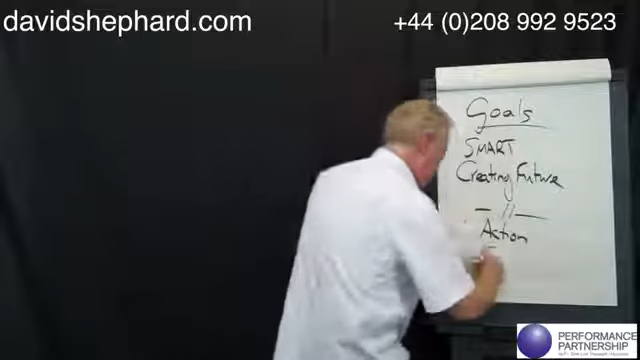 davidshephard.com
+44 (0)208 992 9523
Goals
SMART
Creating Future
— // —
Action
PERFORMANCE
PARTNERSHIP